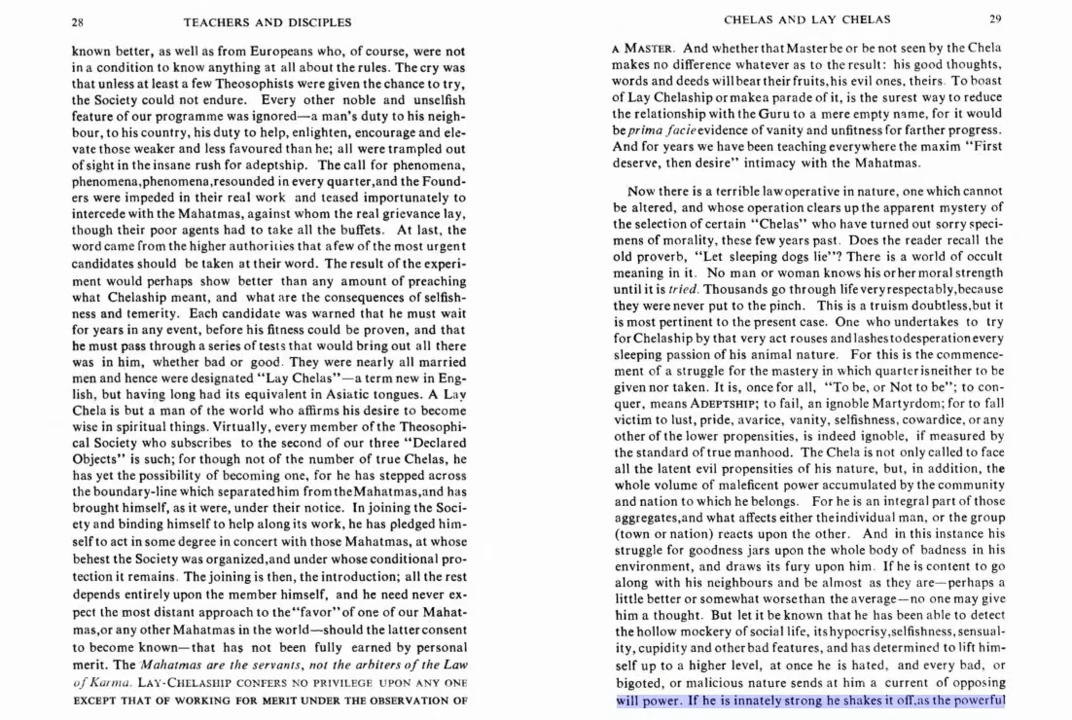 28 TEACHERS AND DISCIPLES
known better, as well as from Europeans who, of course, were not
in a condition to know anything at all about the rules. The cry was
that unless at least a few Theosophists were given the chance to try,
the Society could not endure. Every other noble and unselfish
feature of our programme was ignored—a man's duty to his neigh-
bour, to his country, his duty to help, enlighten, encourage and ele-
vate those weaker and less favoured than he; all were trampled out
of sight in the insane rush for adeptship. The call for phenomena,
phenomena, phenomena, resounded in every quarter, and the Found-
ers were impeded in their real work and teased importunately to
intercede with the Mahatmas, against whom the real grievance lay,
though their poor agents had to take all the buffets. At last, the
word came from the higher authorities that a few of the most urgent
candidates should be taken at their word. The result of the experi-
ment would perhaps show better than any amount of preaching
what Chelaship meant, and what are the consequences of selfish-
ness and temerity. Each candidate was warned that he must wait
for years in any event, before his fitness could be proven, and that
he must pass through a series of tests that would bring out all there
was in him, whether bad or good. They were nearly all married
men and hence were designated "Lay Chelas"—a term new in Eng-
lish, but having long had its equivalent in Asiatic tongues. A Lay
Chela is but a man of the world who affirms his desire to become
wise in spiritual things. Virtually, every member of the Theosophi-
cal Society who subscribes to the second of our three "Declared
Objects" is such; for though not of the number of true Chelas, he
has yet the possibility of becoming one, for he has stepped across
the boundary-line which separated him from the Mahatmas, and has
brought himself, as it were, under their notice. In joining the Soci-
ety and binding himself to help along its work, he has pledged him-
self to act in some degree in concert with those Mahatmas, at whose
behest the Society was organized, and under whose conditional pro-
tection it remains. The joining is then, the introduction; all the rest
depends entirely upon the member himself, and he need never ex-
pect the most distant approach to the "favor" of one of our Mahat-
mas, or any other Mahatmas in the world—should the latter consent
to become known—that has not been fully earned by personal
merit. The Mahatmas are the servants, not the arbiters of the Law
of Karma. LAY-CHELASHIP CONFERS NO PRIVILEGE UPON ANY ONE
EXCEPT THAT OF WORKING FOR MERIT UNDER THE OBSERVATION OF
CHELAS AND LAY CHELAS 29
A MASTER. And whether that Master be or be not seen by the Chela
makes no difference whatever as to the result: his good thoughts,
words and deeds will bear their fruits, his evil ones, theirs. To boast
of Lay Chelaship or make a parade of it, is the surest way to reduce
the relationship with the Guru to a mere empty name, for it would
be prima facie evidence of vanity and unfitness for farther progress.
And for years we have been teaching everywhere the maxim "First
deserve, then desire" intimacy with the Mahatmas.
Now there is a terrible law operative in nature, one which cannot
be altered, and whose operation clears up the apparent mystery of
the selection of certain "Chelas" who have turned out sorry speci-
mens of morality, these few years past. Does the reader recall the
old proverb, "Let sleeping dogs lie"? There is a world of occult
meaning in it. No man or woman knows his or her moral strength
until it is tried. Thousands go through life very respectably, because
they were never put to the pinch. This is a truism doubtless, but it
is most pertinent to the present case. One who undertakes to try
for Chelaship by that very act rouses and lashes to desperation every
sleeping passion of his animal nature. For this is the commence-
ment of a struggle for the mastery in which quarter is neither to be
given nor taken. It is, once for all, "To be, or Not to be"; to con-
quer, means ADEPTSHIP; to fail, an ignoble Martyrdom; for to fall
victim to lust, pride, avarice, vanity, selfishness, cowardice, or any
other of the lower propensities, is indeed ignoble, if measured by
the standard of true manhood. The Chela is not only called to face
all the latent evil propensities of his nature, but, in addition, the
whole volume of maleficent power accumulated by the community
and nation to which he belongs. For he is an integral part of those
aggregates, and what affects either the individual man, or the group
(town or nation) reacts upon the other. And in this instance his
struggle for goodness jars upon the whole body of badness in his
environment, and draws its fury upon him. If he is content to go
along with his neighbours and be almost as they are—perhaps a
little better or somewhat worse than the average—no one may give
him a thought. But let it be known that he has been able to detect
the hollow mockery of social life, its hypocrisy, selfishness, sensual-
ity, cupidity and other bad features, and has determined to lift him-
self up to a higher level, at once he is hated, and every bad, or
bigoted, or malicious nature sends at him a current of opposing
will power. If he is innately strong he shakes it off, as the powerful